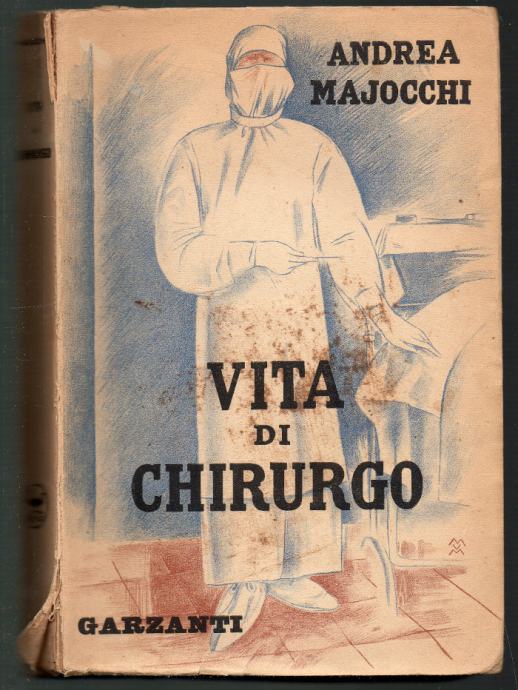 ANDREA
MAJOCCHI
VITA
DI
CHIRURGO
GARZANTI